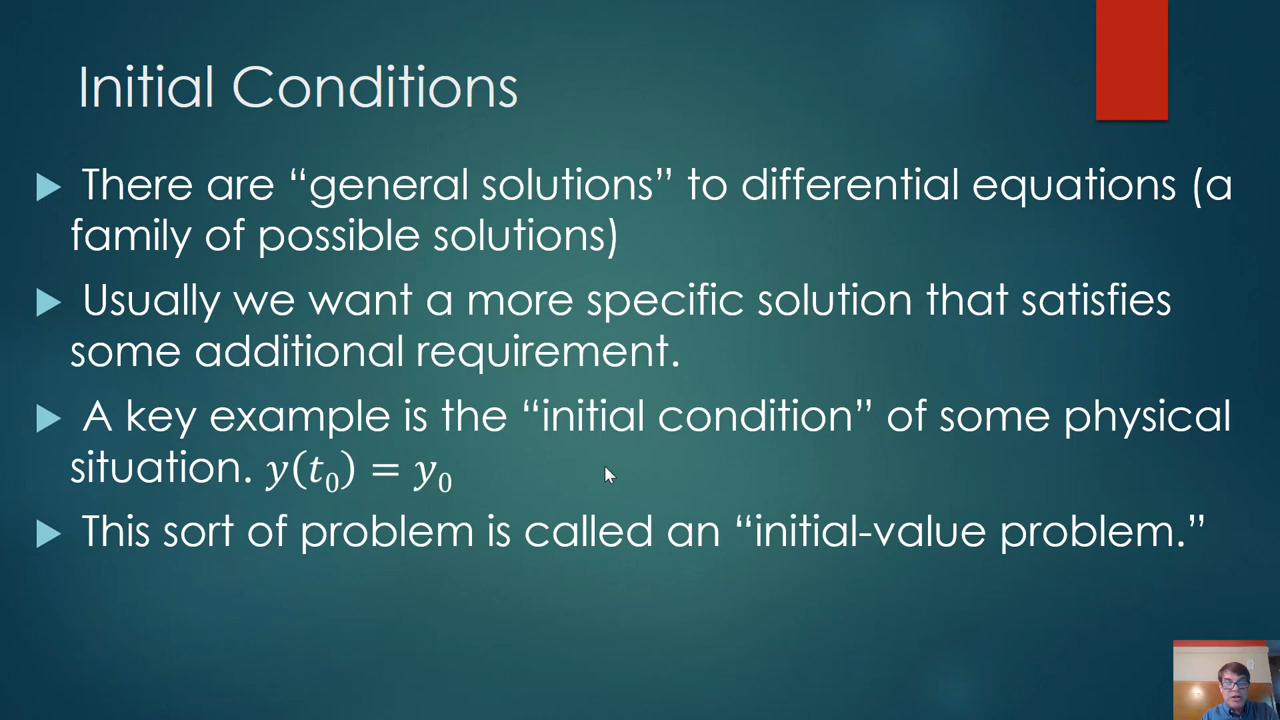 Initial Conditions
There are “general solutions” to differential equations (a
family of possible solutions)
Usually we want a more specific solution that satisfies
some additional requirement.
A key example is the “initial condition” of some physical
situation. y(t₀) = y₀
This sort of problem is called an “initial-value problem.”